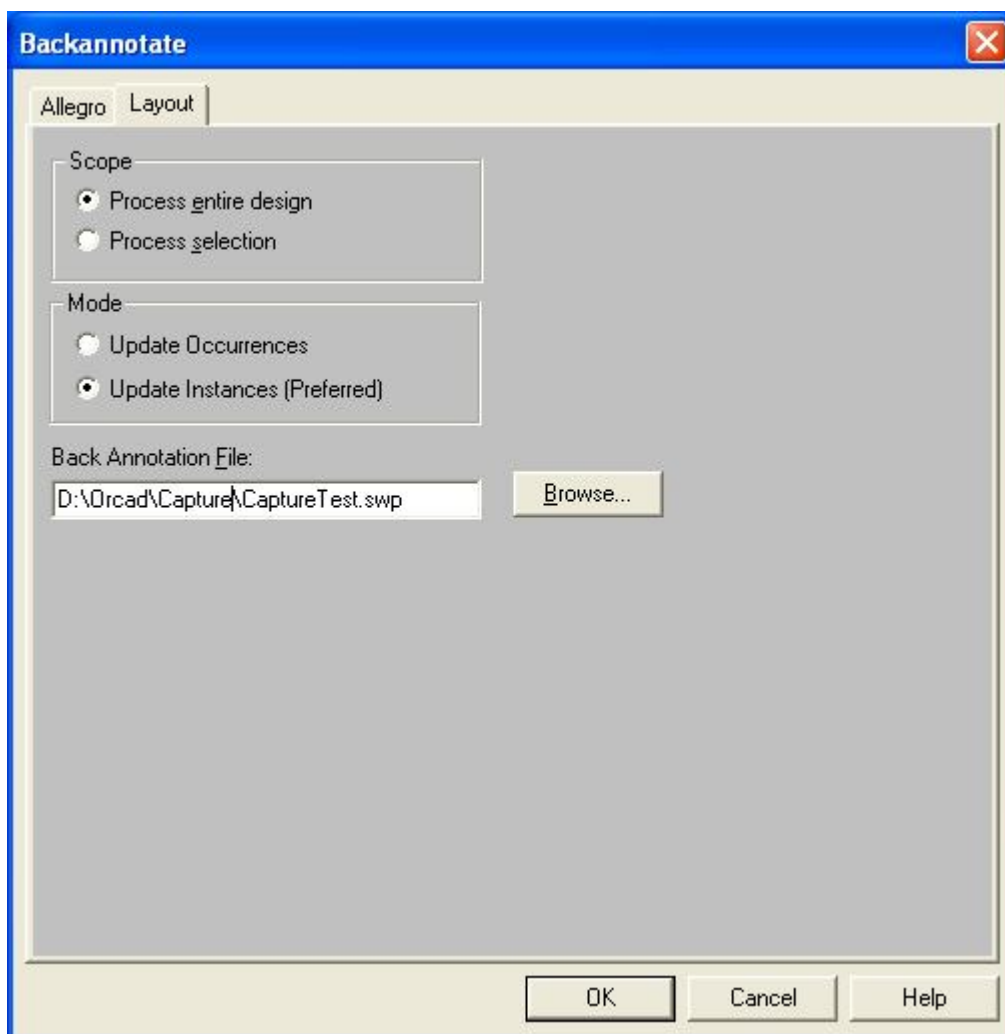 Backannotate
Allegro Layout
Scope
Process entire design
Process selection
Mode
Update Occurrences
Update Instances (Preferred)
Back Annotation File:
D:\Orcad\Capture\CaptureTest.swp Browse...
OK Cancel Help